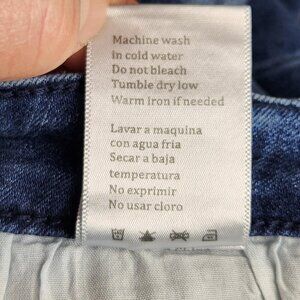 Machine wash
in cold water
Do not bleach
Tumble dry low
Warm iron if needed
Lavar a maquina
con agua fria
Secar a baja
temperatura
No exprimir
No usar cloro